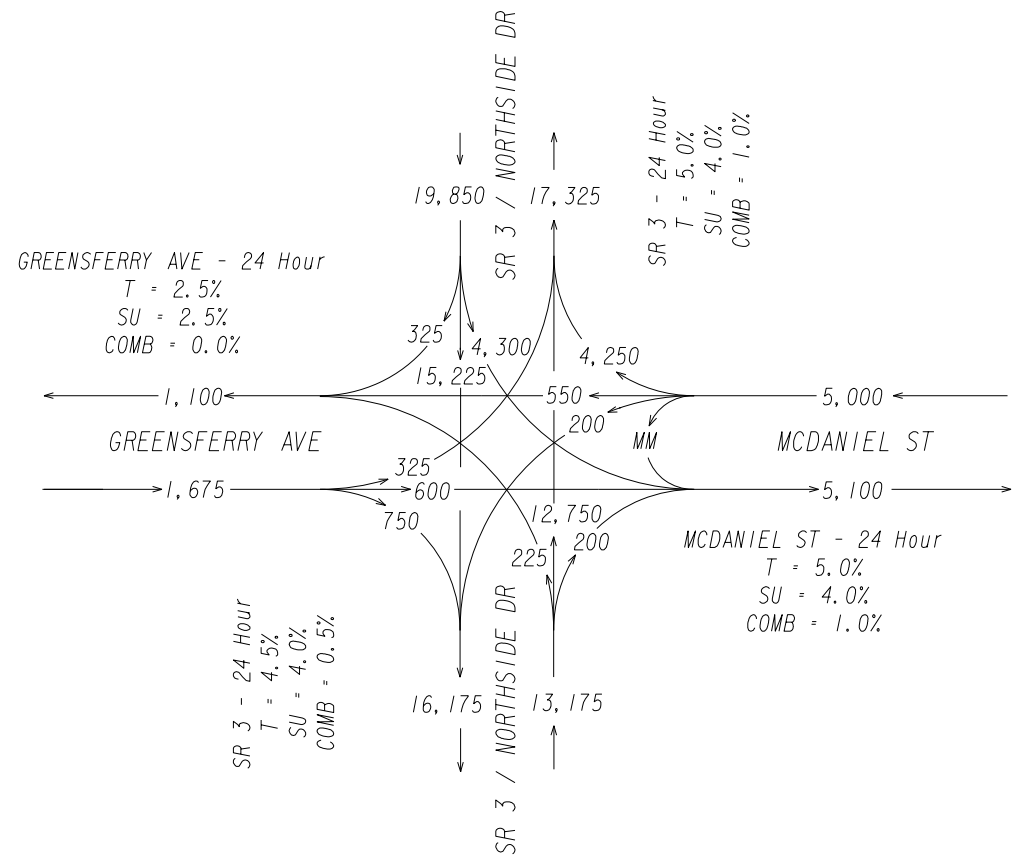 SR 3 / NORTHSIDE DR
19,850
17,325
SR 3 - 24 Hour
T = 5.0%
SU = 4.0%
COMB = 1.0%
GREENSFERRY AVE - 24 Hour
T = 2.5%
SU = 2.5%
COMB = 0.0%
325
4,300
15,225
4,250
1,100
550
5,000
200
GREENSFERRY AVE
MM
MCDANIEL ST
325
1,675
600
5,100
750
12,750
225
200
MCDANIEL ST - 24 Hour
T = 5.0%
SU = 4.0%
COMB = 1.0%
SR 3 - 24 Hour
T = 4.5%
SU = 4.0%
COMB = 0.5%
16,175
13,175
SR 3 / NORTHSIDE DR